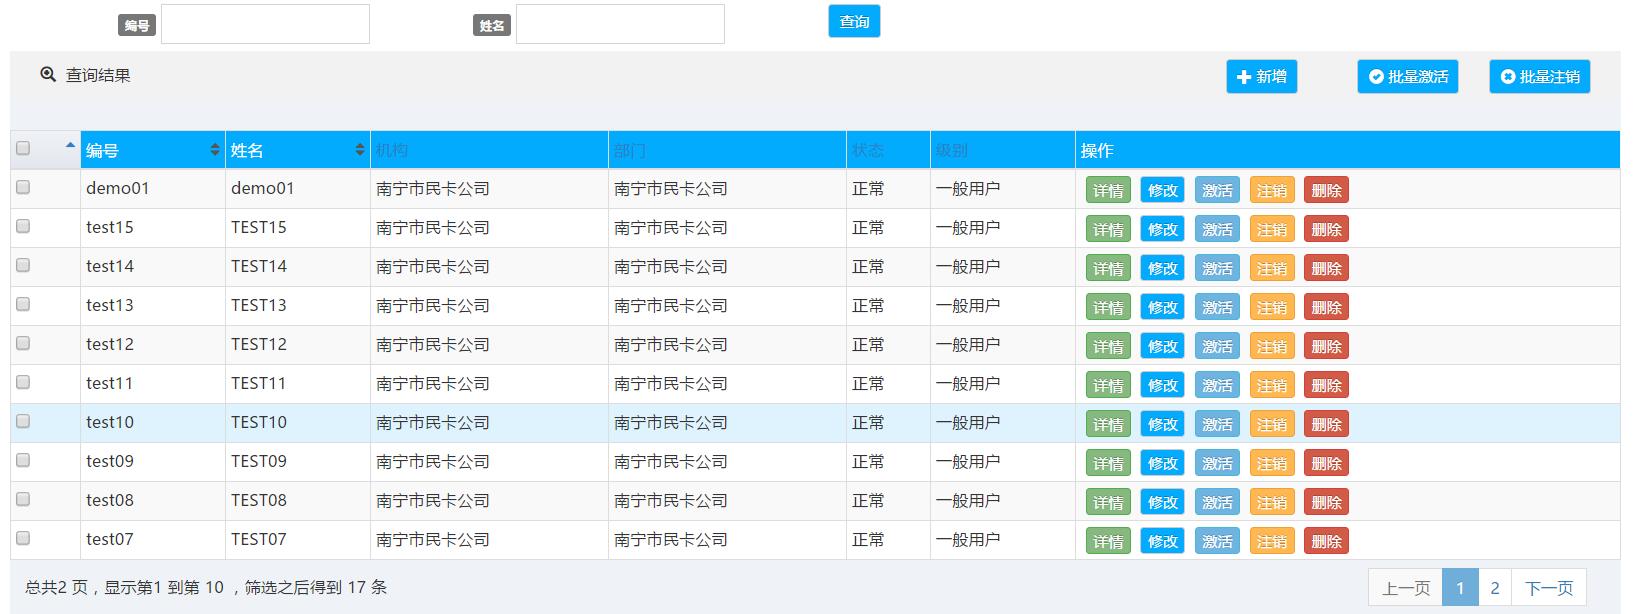 编号 姓名 查询
查询结果 新增 批量激活 批量注销
编号 姓名 机构 部门 状态 级别 操作
demo01 demo01 南宁市民卡公司 南宁市民卡公司 正常 一般用户 详情 修改 激活 注销 删除
test15 TEST15 南宁市民卡公司 南宁市民卡公司 正常 一般用户 详情 修改 激活 注销 删除
test14 TEST14 南宁市民卡公司 南宁市民卡公司 正常 一般用户 详情 修改 激活 注销 删除
test13 TEST13 南宁市民卡公司 南宁市民卡公司 正常 一般用户 详情 修改 激活 注销 删除
test12 TEST12 南宁市民卡公司 南宁市民卡公司 正常 一般用户 详情 修改 激活 注销 删除
test11 TEST11 南宁市民卡公司 南宁市民卡公司 正常 一般用户 详情 修改 激活 注销 删除
test10 TEST10 南宁市民卡公司 南宁市民卡公司 正常 一般用户 详情 修改 激活 注销 删除
test09 TEST09 南宁市民卡公司 南宁市民卡公司 正常 一般用户 详情 修改 激活 注销 删除
test08 TEST08 南宁市民卡公司 南宁市民卡公司 正常 一般用户 详情 修改 激活 注销 删除
test07 TEST07 南宁市民卡公司 南宁市民卡公司 正常 一般用户 详情 修改 激活 注销 删除
总共2 页，显示第1 到第 10 ，筛选之后得到 17 条 上一页 1 2 下一页